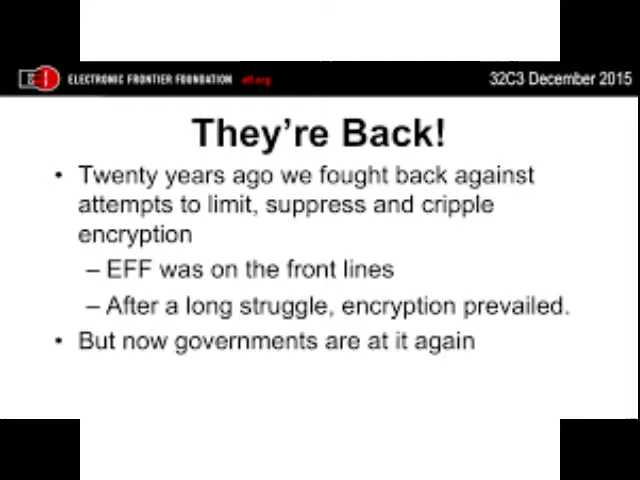 ELECTRONIC FRONTIER FOUNDATION eff.org
32C3 December 2015
They're Back!
• Twenty years ago we fought back against
attempts to limit, suppress and cripple
encryption
– EFF was on the front lines
– After a long struggle, encryption prevailed.
• But now governments are at it again